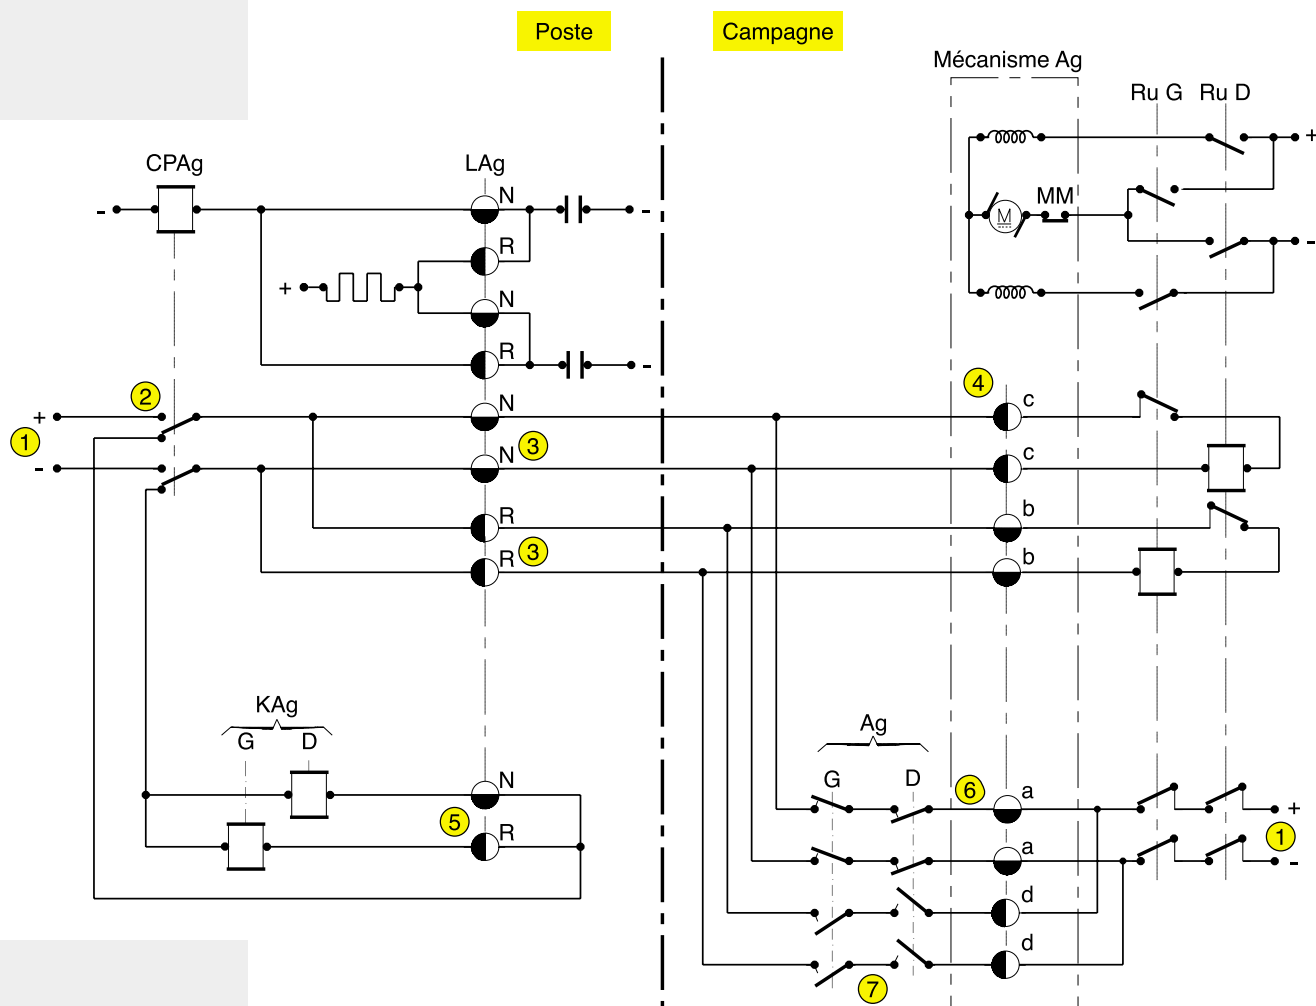 Poste Campagne
Mécanisme Ag
Ru G Ru D
+
CPAg LAg
N
MM
- -
M
R
-
+
N
R
-
4
c
2
N
+
1
c
N 3
-
b
R
b
R 3
KAg
G D
Ag
G D
N
6 a
+
5
1
R
a
-
d
d
7